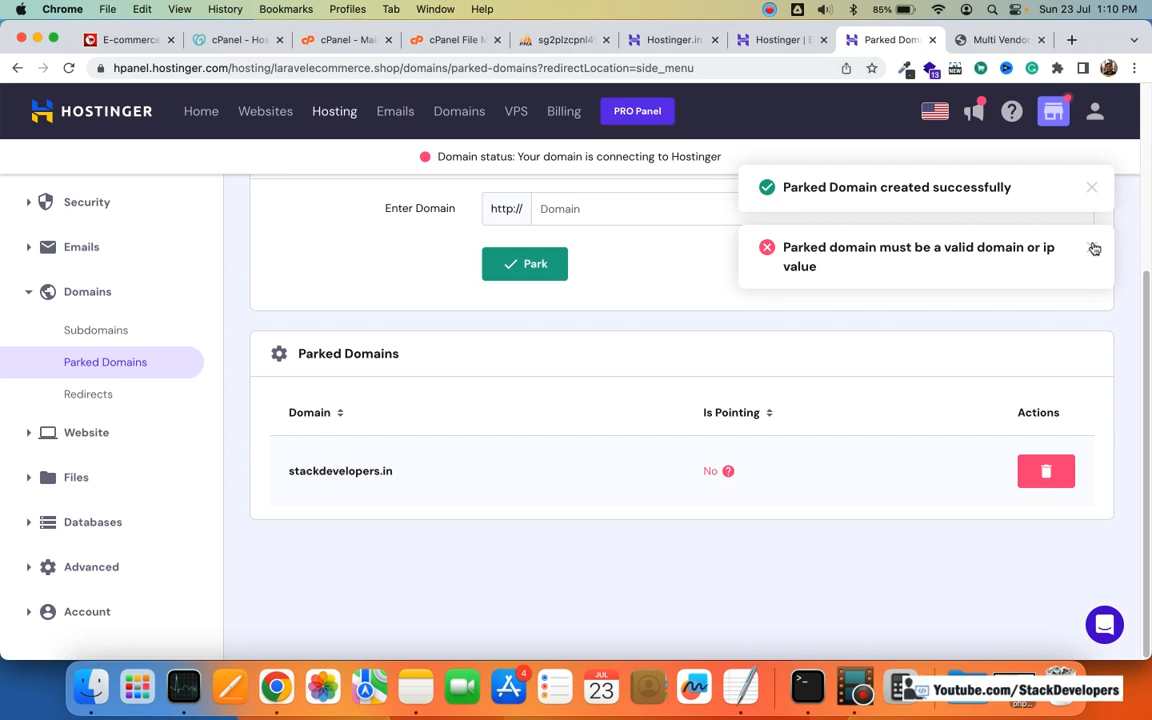 Chrome File Edit View History Bookmarks Profiles Tab Window Help 85% Sun 23 Jul 1:10 PM
E-commerce cPanel - Hos cPanel - Mai cPanel File M sg2plzcpnl4 Hostinger.in Hostinger | E Parked Dom Multi Vendor
hpanel.hostinger.com/hosting/laravelecommerce.shop/domains/parked-domains?redirectLocation=side_menu
13
NEW
HOSTINGER Home Websites Hosting Emails Domains VPS Billing PRO Panel
Domain status: Your domain is connecting to Hostinger
Parked Domain created successfully
Security
Enter Domain http:// Domain
Emails
Parked domain must be a valid domain or ip
value
Park
Domains
Subdomains
Parked Domains
Parked Domains
Redirects
Domain Is Pointing Actions
Website
stackdevelopers.in No ?
Files
Databases
Advanced
Account
4
JUL
23
Youtube.com/StackDevelopers